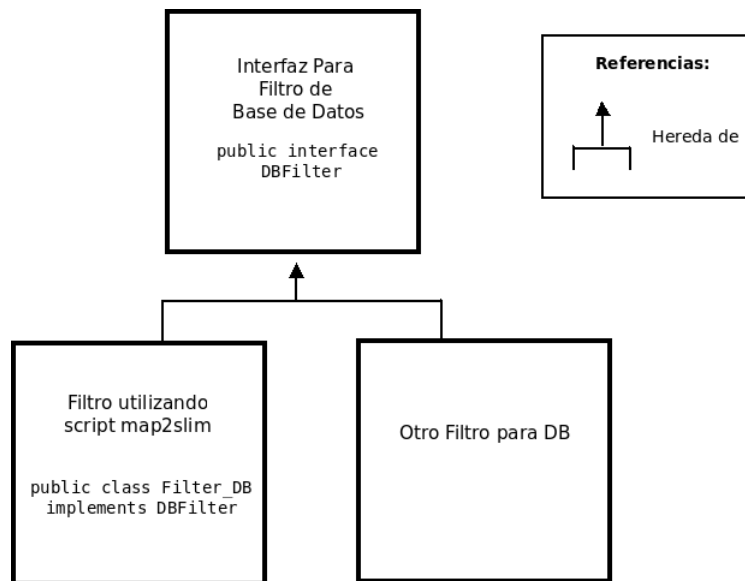 Interfaz Para
Filtro de
Base de Datos
public interface
DBFilter
Referencias:
Hereda de
Filtro utilizando
script map2slim
public class Filter_DB
implements DBFilter
Otro Filtro para DB